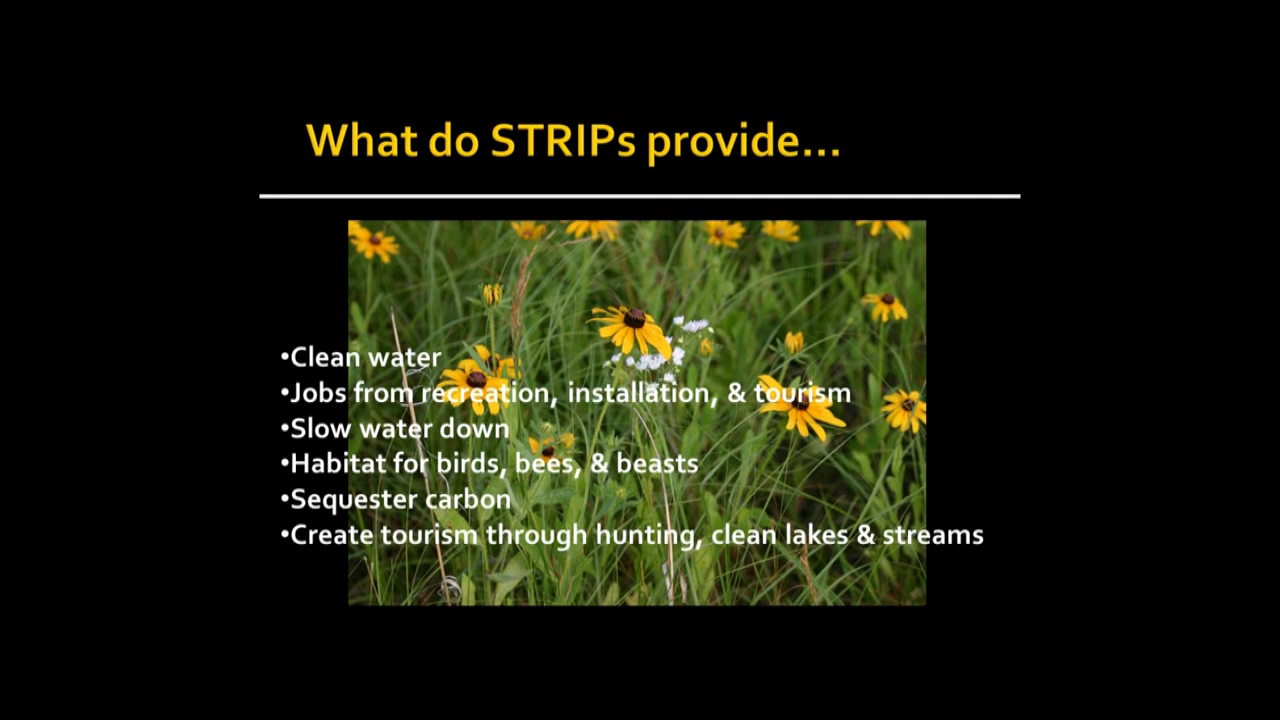 What do STRIPs provide...
•Clean water
•Jobs from recreation, installation, & tourism
•Slow water down
•Habitat for birds, bees, & beasts
•Sequester carbon
•Create tourism through hunting, clean lakes & streams